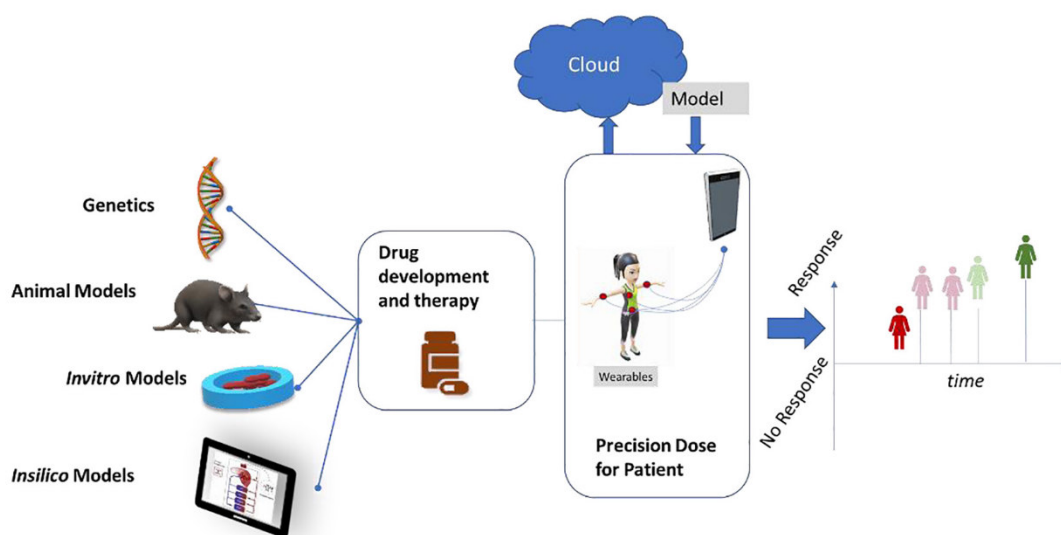 Cloud
Model
Genetics
Animal Models
Invitro Models
Insilico Models
Drug
development
and therapy
Wearables
Precision Dose
for Patient
Response
No Response
time